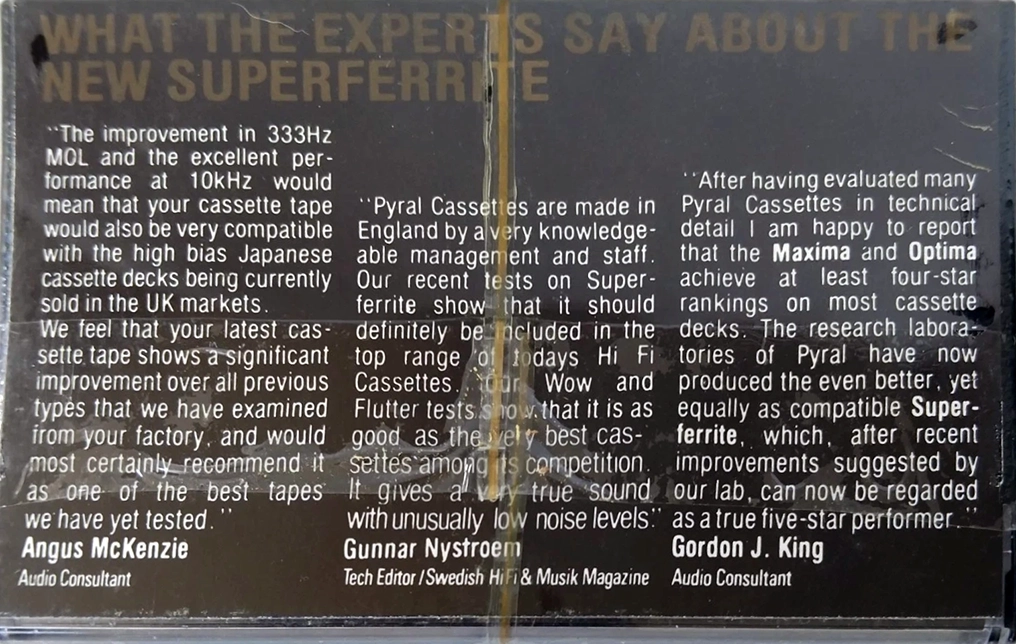 WHAT THE EXPERTS SAY ABOUT THE
NEW SUPERFERRITE
"The improvement in 333Hz
MOL and the excellent per-
formance at 10kHz would
mean that your cassette tape
would also be very compatible
with the high bias Japanese
cassette decks being currently
sold in the UK markets.
We feel that your latest cas-
sette tape shows a significant
improvement over all previous
types that we have examined
from your factory, and would
most certainly recommend it
as one of the best tapes
we have yet tested."
Angus McKenzie
Audio Consultant
"Pyral Cassettes are made in
England by a very knowledge-
able management and staff.
Our recent tests on Super-
ferrite show that it should
definitely be included in the
top range of todays Hi Fi
Cassettes. Our Wow and
Flutter tests show that it is as
good as the very best cas-
settes among its competition.
It gives a very true sound
with unusually low noise levels."
Gunnar Nystroem
Tech Editor/Swedish HiFi & Musik Magazine
"After having evaluated many
Pyral Cassettes in technical
detail I am happy to report
that the Maxima and Optima
achieve at least four-star
rankings on most cassette
decks. The research labora-
tories of Pyral have now
produced the even better, yet
equally as compatible Super-
ferrite, which, after recent
improvements suggested by
our lab, can now be regarded
as a true five-star performer."
Gordon J. King
Audio Consultant